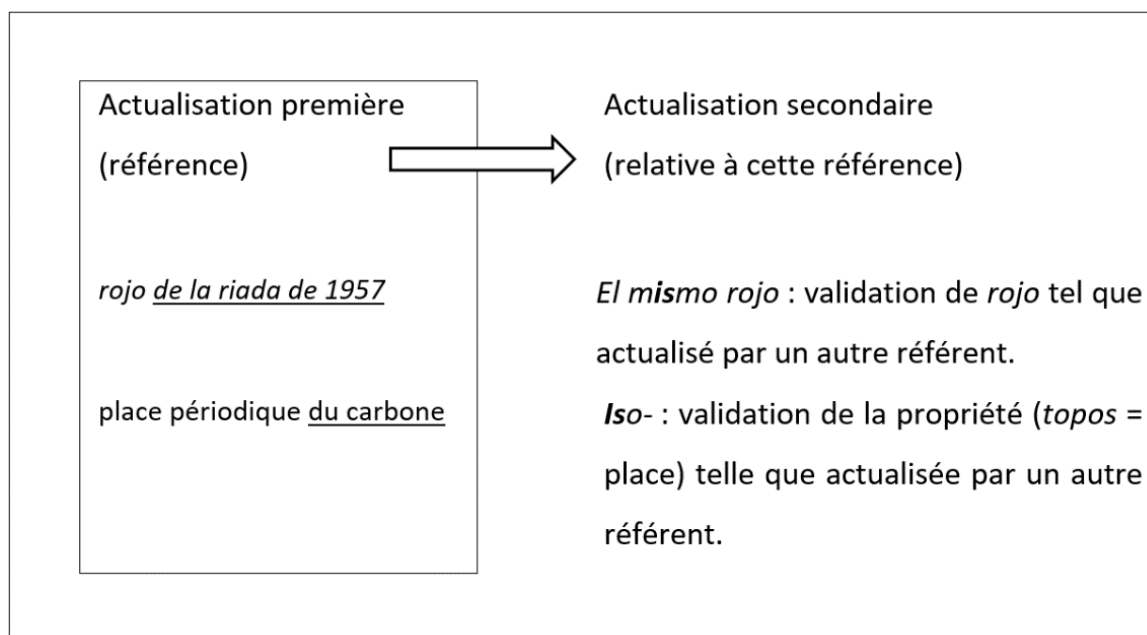 Actualisation première
(référence)
rojo de la riada de 1957
place périodique du carbone
Actualisation secondaire
(relative à cette référence)
El mismo rojo : validation de rojo tel que
actualisé par un autre référent.
Iso- : validation de la propriété (topos =
place) telle que actualisée par un autre
référent.